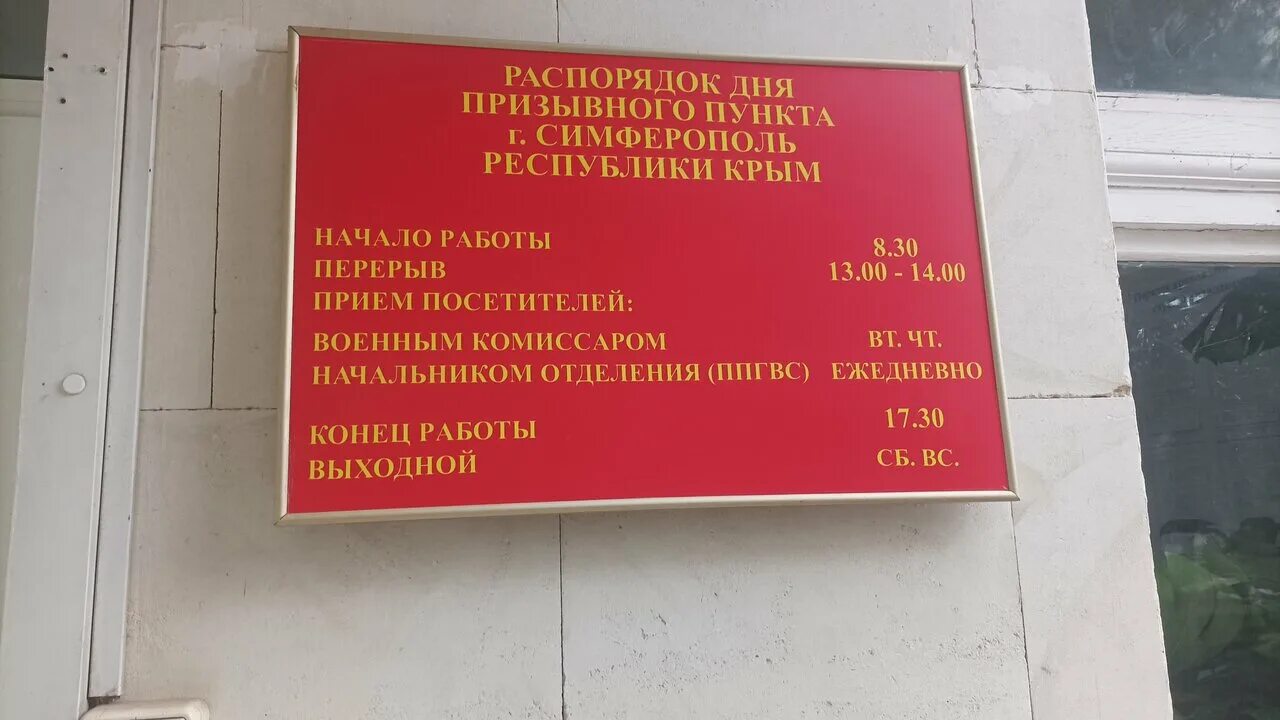 РАСПОРЯДОК ДНЯ
ПРИЗЫВНОГО ПУНКТА
г. СИМФЕРОПОЛЬ
РЕСПУБЛИКИ КРЫМ
НАЧАЛО РАБОТЫ 8.30
ПЕРЕРЫВ 13.00 - 14.00
ПРИЕМ ПОСЕТИТЕЛЕЙ:
ВОЕННЫМ КОМИССАРОМ ВТ. ЧТ.
НАЧАЛЬНИКОМ ОТДЕЛЕНИЯ (ППГВС) ЕЖЕДНЕВНО
КОНЕЦ РАБОТЫ 17.30
ВЫХОДНОЙ СБ. ВС.